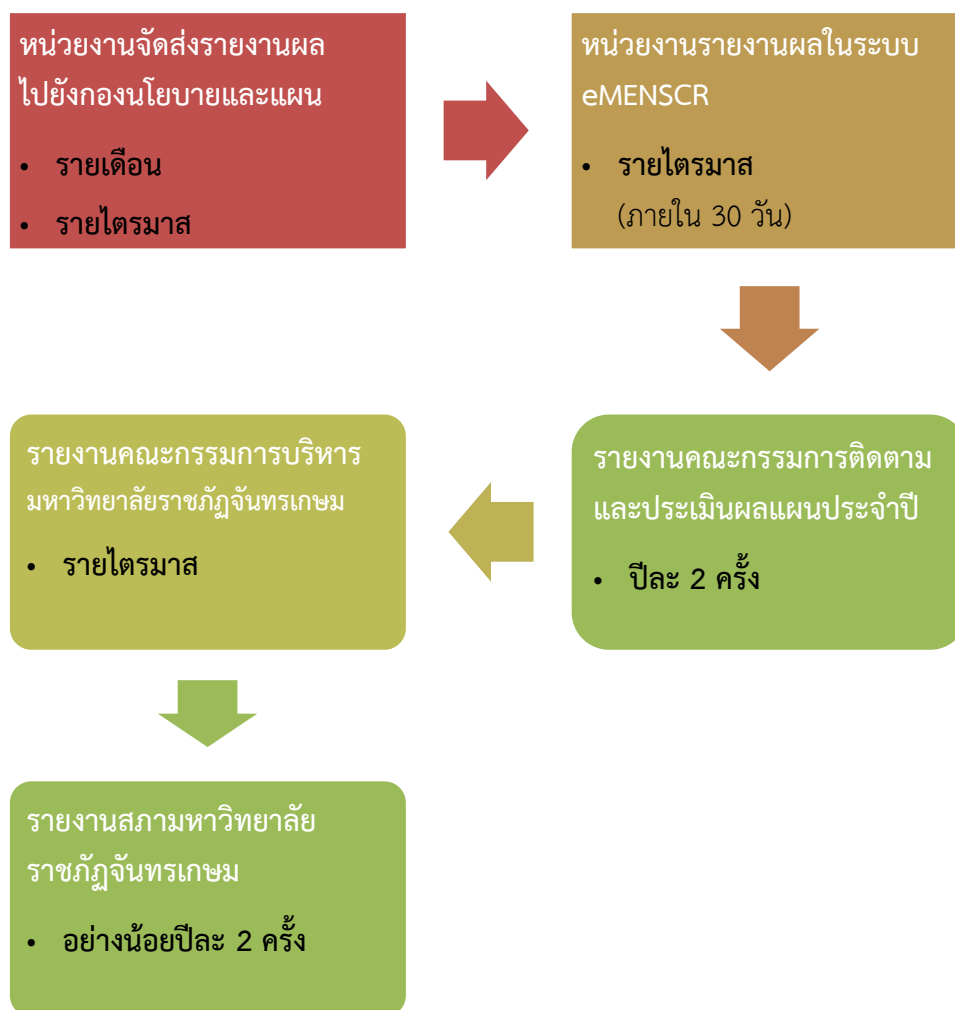 หน่วยงานจัดส่งรายงานผล
ไปยังกองนโยบายและแผน
• รายเดือน
• รายไตรมาส
หน่วยงานรายงานผลในระบบ
eMENSCR
• รายไตรมาส
(ภายใน 30 วัน)
รายงานคณะกรรมการติดตาม
และประเมินผลแผนประจำปี
• ปีละ 2 ครั้ง
รายงานคณะกรรมการบริหาร
มหาวิทยาลัยราชภัฏจันทรเกษม
• รายไตรมาส
รายงานสภามหาวิทยาลัย
ราชภัฏจันทรเกษม
• อย่างน้อยปีละ 2 ครั้ง